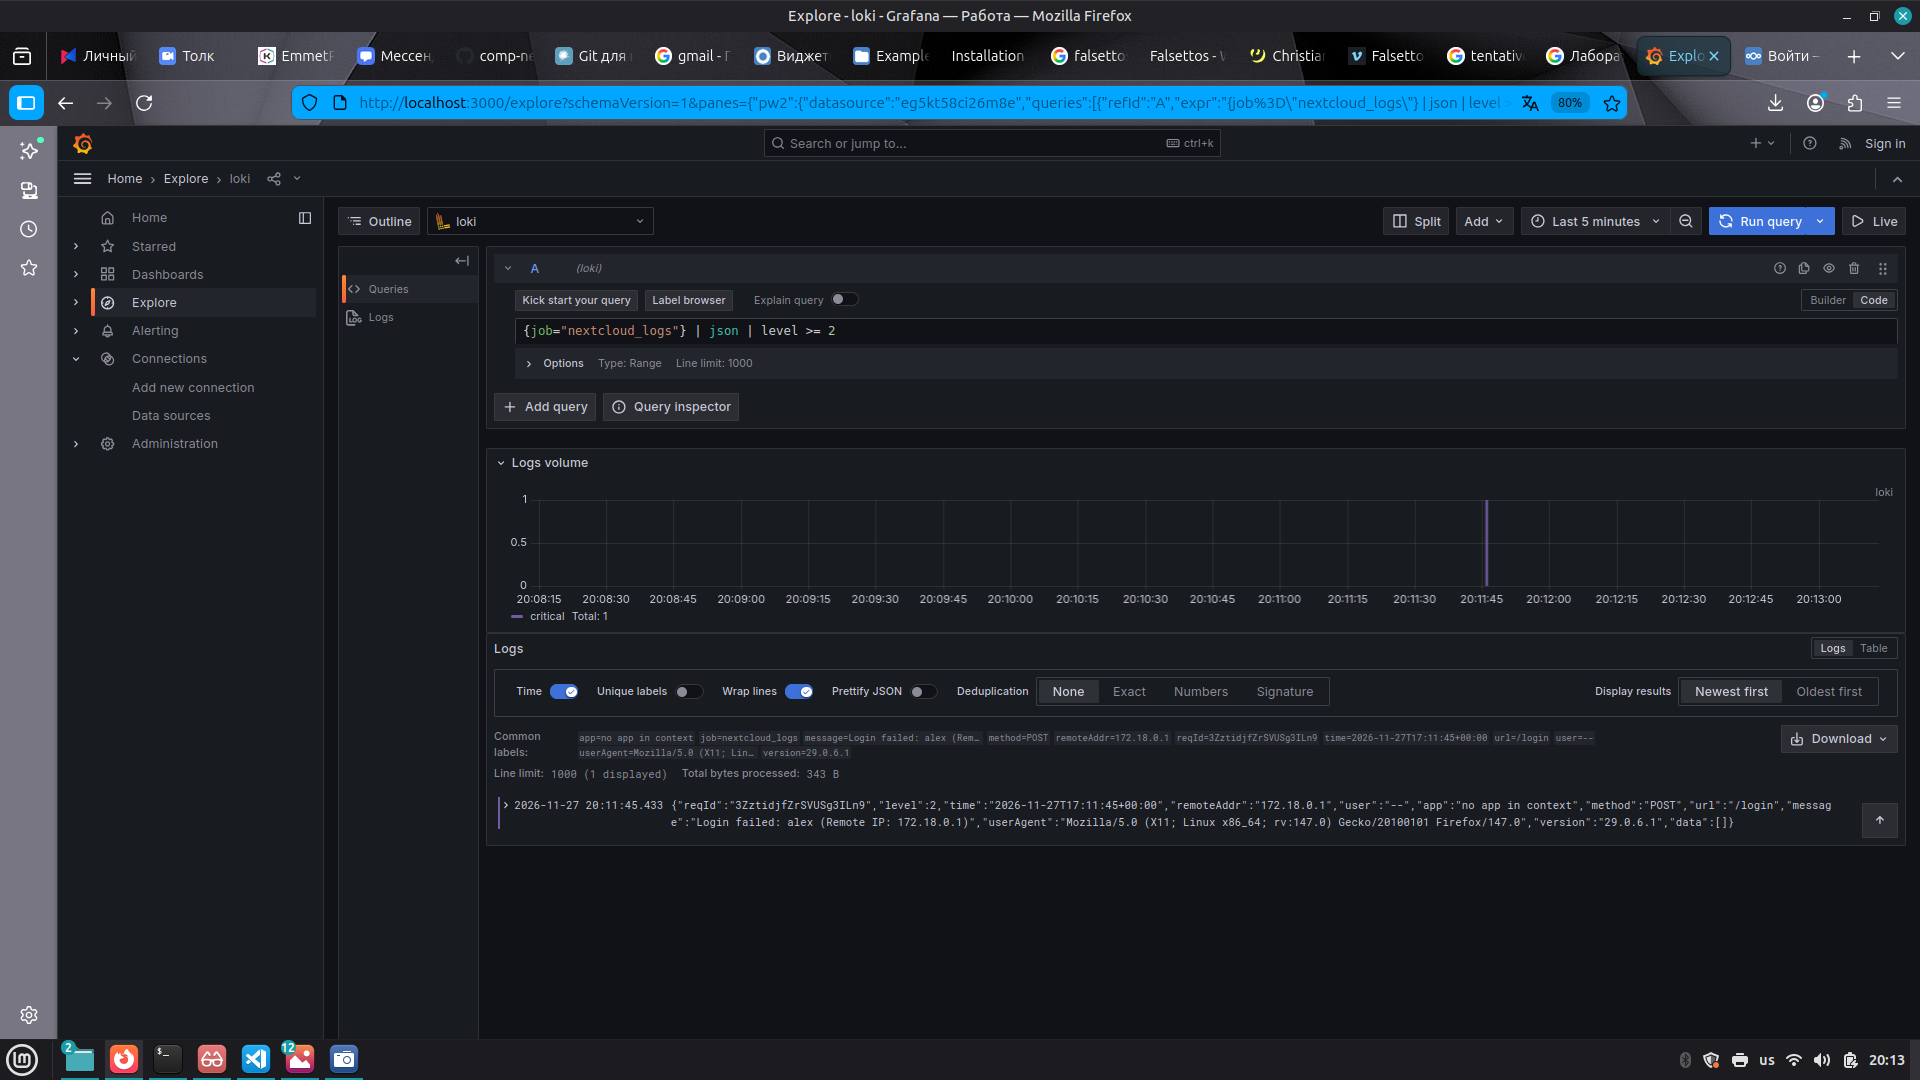 Explore - loki - Grafana — Работа — Mozilla Firefox
Личный
Толк
EmmetF
Мессен
comp-ne
Git для
gmail - Г
Виджет
Example
Installation
falsetto
Falsettos - W
Christia
Falsetto
tentativ
Лабора
Explo
Войти –
http://localhost:3000/explore?schemaVersion=1&panes={"pw2":{"datasource":"eg5kt58ci26m8e","queries":[{"refId":"A","expr":"{job%3D\"nextcloud_logs\"} | json | level >
80%
Search or jump to...
ctrl+k
Sign in
Home › Explore › loki
Home
Starred
Dashboards
Explore
Alerting
Connections
Add new connection
Data sources
Administration
Outline
loki
Split
Add
Last 5 minutes
Run query
Live
Queries
Logs
A
(loki)
Kick start your query
Label browser
Explain query
Builder
Code
{job="nextcloud_logs"} | json | level >= 2
Options Type: Range Line limit: 1000
+ Add query
Query inspector
Logs volume
1
0.5
0
loki
20:08:15 20:08:30 20:08:45 20:09:00 20:09:15 20:09:30 20:09:45 20:10:00 20:10:15 20:10:30 20:10:45 20:11:00 20:11:15 20:11:30 20:11:45 20:12:00 20:12:15 20:12:30 20:12:45 20:13:00
critical Total: 1
Logs
Logs
Table
Time
Unique labels
Wrap lines
Prettify JSON
Deduplication
None
Exact
Numbers
Signature
Display results
Newest first
Oldest first
Common labels:
app=no app in context job=nextcloud_logs message=Login failed: alex (Rem… method=POST remoteAddr=172.18.0.1 reqId=3ZztidjfZrSVUSg3ILn9 time=2026-11-27T17:11:45+00:00 url=/login user=--
userAgent=Mozilla/5.0 (X11; Lin… version=29.0.6.1
Download
Line limit: 1000 (1 displayed) Total bytes processed: 343 B
2026-11-27 20:11:45.433 {"reqId":"3ZztidjfZrSVUSg3ILn9","level":2,"time":"2026-11-27T17:11:45+00:00","remoteAddr":"172.18.0.1","user":"--","app":"no app in context","method":"POST","url":"/login","messag
e":"Login failed: alex (Remote IP: 172.18.0.1)","userAgent":"Mozilla/5.0 (X11; Linux x86_64; rv:147.0) Gecko/20100101 Firefox/147.0","version":"29.0.6.1","data":[]}
2
12
us
20:13